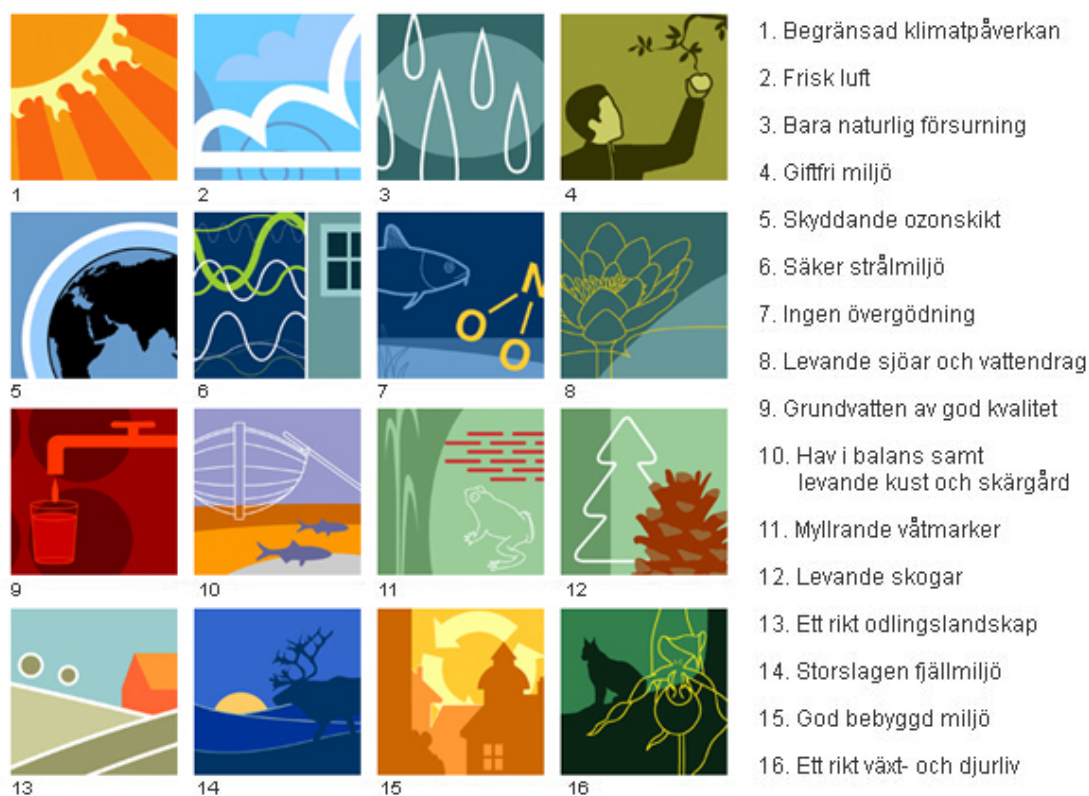 1. Begränsad klimatpåverkan
2. Frisk luft
3. Bara naturlig försurning
4. Giftfri miljö
5. Skyddande ozonskikt
6. Säker strålmiljö
7. Ingen övergödning
8. Levande sjöar och vattendrag
9. Grundvatten av god kvalitet
10. Hav i balans samt
levande kust och skärgård
11. Myllrande våtmarker
12. Levande skogar
13. Ett rikt odlingslandskap
14. Storslagen fjällmiljö
15. God bebyggd miljö
16. Ett rikt växt- och djurliv
1 2 3 4
N
O
O
5 6 7 8
9 10 11 12
13 14 15 16